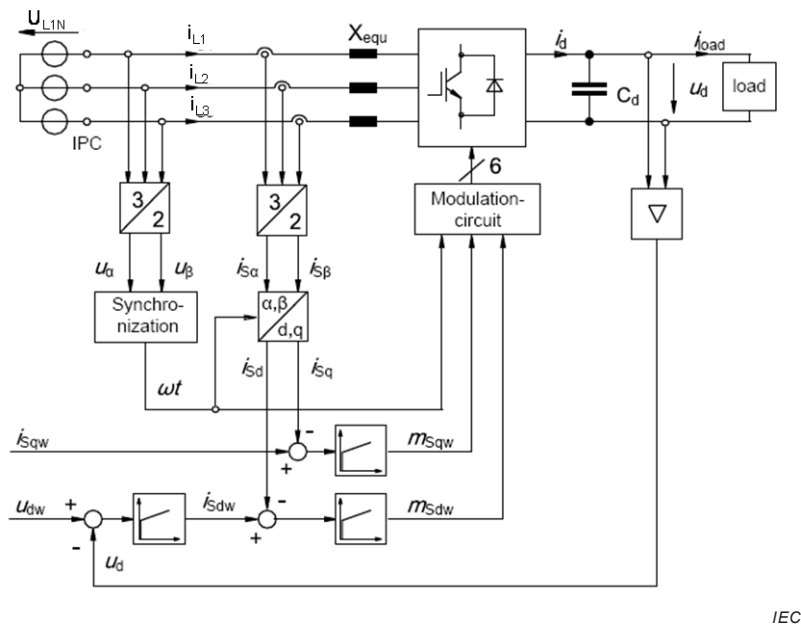 U_L1N
i_L1
X_equ
i_d
i_load
i_L2
C_d
u_d
load
i_L3
IPC
6
3
2
3
2
Modulation-
circuit
∇
u_α
u_β
i_Sα
i_Sβ
Synchro-
nization
α,β
d,q
i_Sd
i_Sq
ωt
i_Sqw
-
+
m_Sqw
u_dw
+
-
i_Sdw
-
+
m_Sdw
u_d
IEC